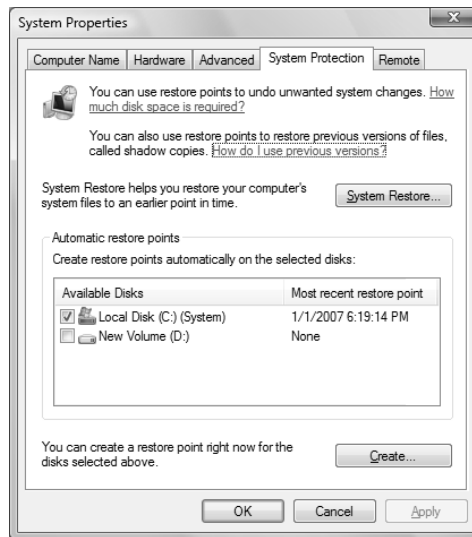 System Properties
Computer Name Hardware Advanced System Protection Remote
You can use restore points to undo unwanted system changes. How
much disk space is required?
You can also use restore points to restore previous versions of files,
called shadow copies. How do I use previous versions?
System Restore helps you restore your computer's
system files to an earlier point in time.
System Restore...
Automatic restore points
Create restore points automatically on the selected disks:
Available Disks Most recent restore point
Local Disk (C:) (System) 1/1/2007 6:19:14 PM
New Volume (D:) None
You can create a restore point right now for the
disks selected above.
Create...
OK Cancel Apply